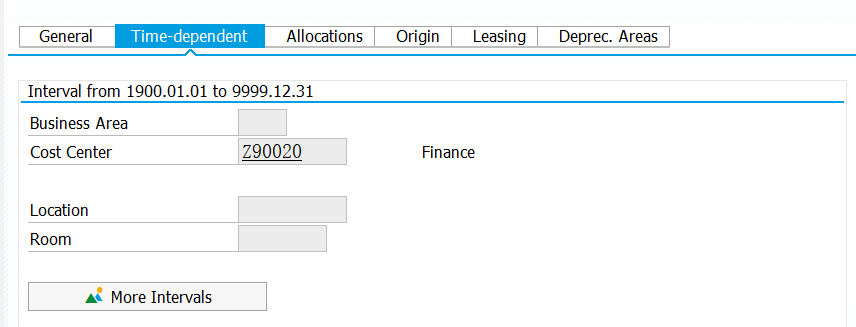 General Time-dependent Allocations Origin Leasing Deprec. Areas
Interval from 1900.01.01 to 9999.12.31
Business Area
Cost Center Z90020 Finance
Location
Room
More Intervals